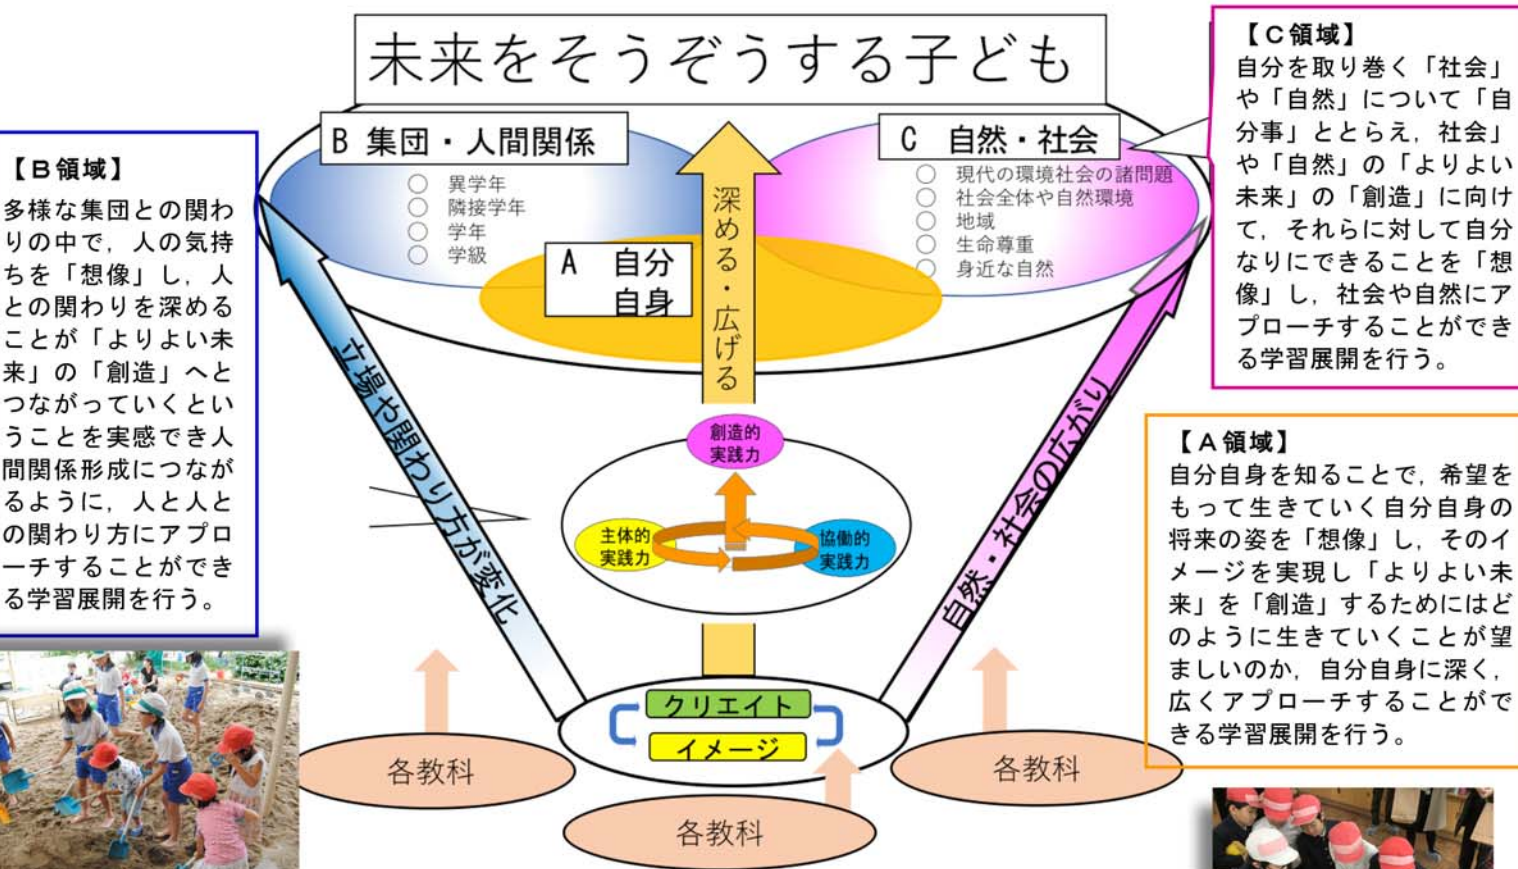 未来をそうぞうする子ども
【B領域】
多様な集団との関わ
りの中で，人の気持
ちを「想像」し，人
との関わりを深める
ことが「よりよい未
来」の「創造」へと
つながっていくとい
うことを実感でき人
間関係形成につなが
るように，人と人と
の関わり方にアプロ
ーチすることができ
る学習展開を行う。
B 集団・人間関係
○ 異学年
○ 隣接学年
○ 学年
○ 学級
A 自分
自身
深める・広げる
C 自然・社会
○ 現代の環境社会の諸問題
○ 社会全体や自然環境
○ 地域
○ 生命尊重
○ 身近な自然
【C領域】
自分を取り巻く「社会」
や「自然」について「自
分事」ととらえ，社会」
や「自然」の「よりよい
未来」の「創造」に向け
て，それらに対して自分
なりにできることを「想
像」し，社会や自然にア
プローチすることができ
る学習展開を行う。
立場や関わり方が変化
創造的
実践力
主体的
実践力
協働的
実践力
自然・社会の広がり
【A領域】
自分自身を知ることで，希望を
もって生きていく自分自身の
将来の姿を「想像」し，そのイ
メージを実現し「よりよい未
来」を「創造」するためにはど
のように生きていくことが望
ましいのか，自分自身に深く，
広くアプローチすることがで
きる学習展開を行う。
クリエイト
イメージ
各教科
各教科
各教科